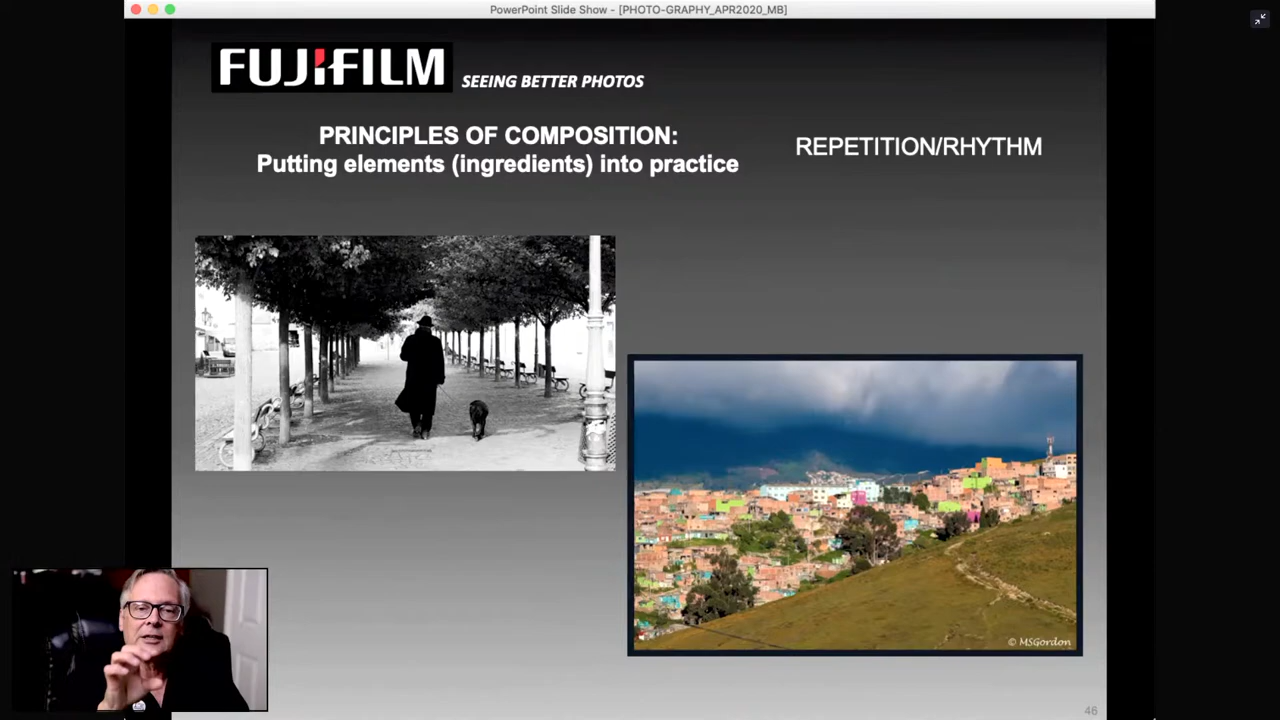 PowerPoint Slide Show - [PHOTO-GRAPHY_APR2020_MB]
FUJIFILM SEEING BETTER PHOTOS
PRINCIPLES OF COMPOSITION:
Putting elements (ingredients) into practice
REPETITION/RHYTHM
© MSGordon
46